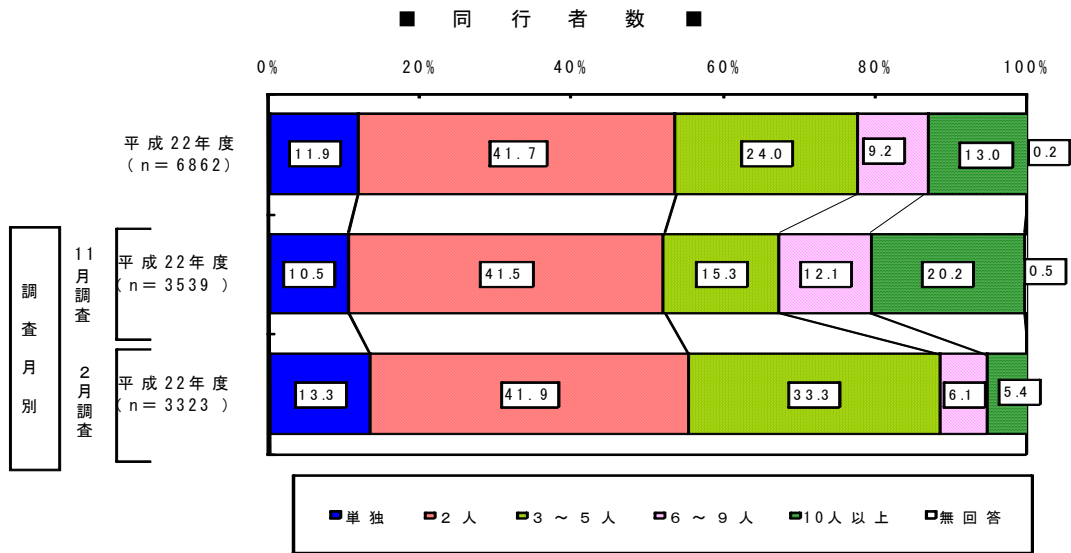 ■ 同行者数 ■
0% 20% 40% 60% 80% 100%
平成22年度
(n=6862)
11.9 41.7 24.0 9.2 13.0 0.2
調査月別
11月調査
平成22年度
(n=3539)
10.5 41.5 15.3 12.1 20.2 0.5
2月調査
平成22年度
(n=3323)
13.3 41.9 33.3 6.1 5.4
単独 2人 3～5人 6～9人 10人以上 無回答